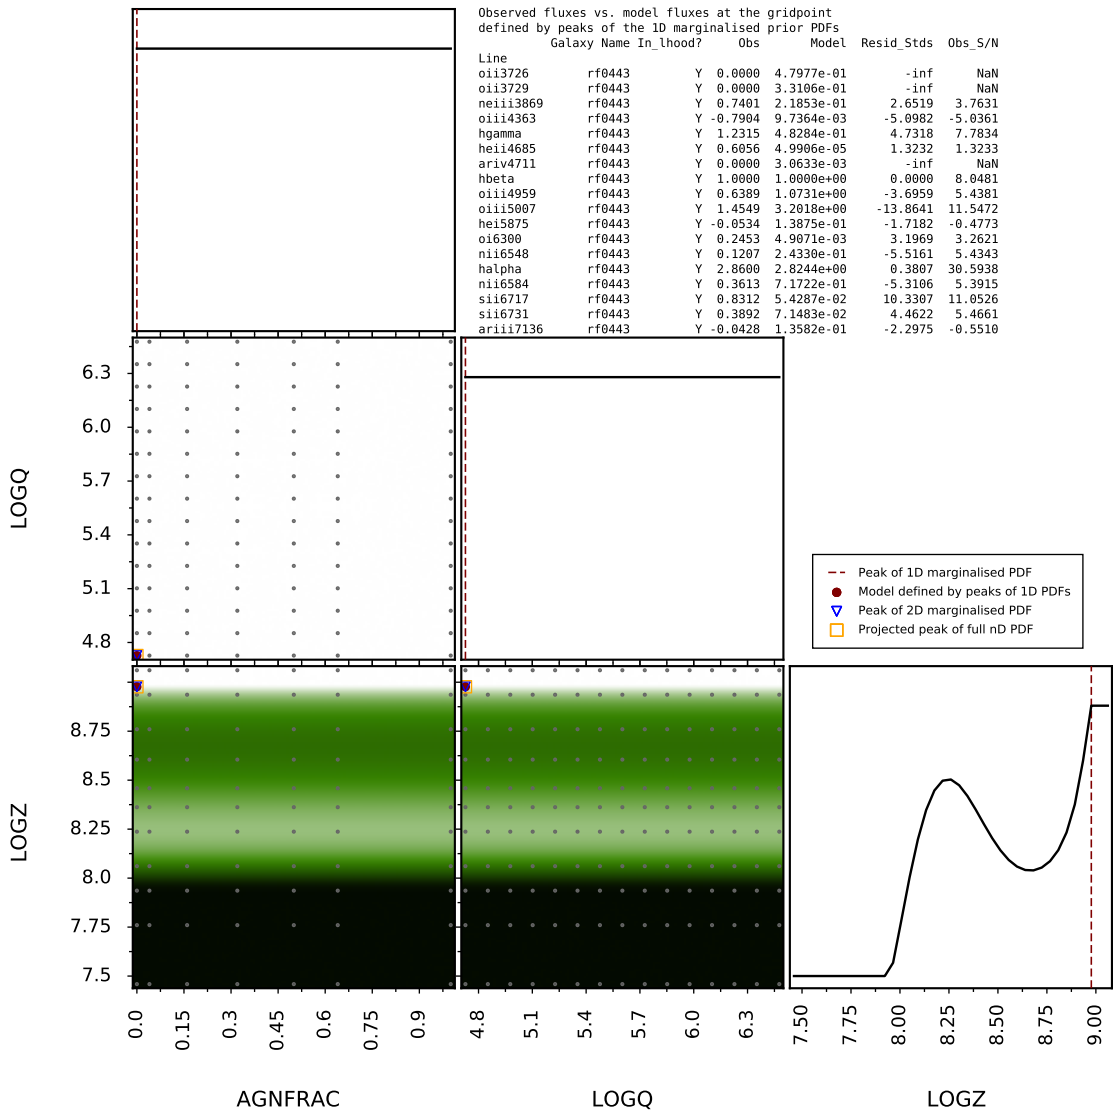 Observed fluxes vs. model fluxes at the gridpoint
defined by peaks of the 1D marginalised prior PDFs
Galaxy Name In_lhood? Obs Model Resid_Stds Obs_S/N
Line
oii3726 rf0443 Y 0.0000 4.7977e-01 -inf NaN
oii3729 rf0443 Y 0.0000 3.3106e-01 -inf NaN
neiii3869 rf0443 Y 0.7401 2.1853e-01 2.6519 3.7631
oiii4363 rf0443 Y -0.7904 9.7364e-03 -5.0982 -5.0361
hgamma rf0443 Y 1.2315 4.8284e-01 4.7318 7.7834
heii4685 rf0443 Y 0.6056 4.9906e-05 1.3232 1.3233
ariv4711 rf0443 Y 0.0000 3.0633e-03 -inf NaN
hbeta rf0443 Y 1.0000 1.0000e+00 0.0000 8.0481
oiii4959 rf0443 Y 0.6389 1.0731e+00 -3.6959 5.4381
oiii5007 rf0443 Y 1.4549 3.2018e+00 -13.8641 11.5472
hei5875 rf0443 Y -0.0534 1.3875e-01 -1.7182 -0.4773
oi6300 rf0443 Y 0.2453 4.9071e-03 3.1969 3.2621
nii6548 rf0443 Y 0.1207 2.4330e-01 -5.5161 5.4343
halpha rf0443 Y 2.8600 2.8244e+00 0.3807 30.5938
nii6584 rf0443 Y 0.3613 7.1722e-01 -5.3106 5.3915
sii6717 rf0443 Y 0.8312 5.4287e-02 10.3307 11.0526
sii6731 rf0443 Y 0.3892 7.1483e-02 4.4622 5.4661
ariii7136 rf0443 Y -0.0428 1.3582e-01 -2.2975 -0.5510
6.3
6.0
5.7
5.4
5.1
4.8
LOGQ
Peak of 1D marginalised PDF
Model defined by peaks of 1D PDFs
Peak of 2D marginalised PDF
Projected peak of full nD PDF
8.75
8.5
8.25
8.0
7.75
7.5
LOGZ
0.0 0.15 0.3 0.45 0.6 0.75 0.9
4.8 5.1 5.4 5.7 6.0 6.3
7.50 7.75 8.00 8.25 8.50 8.75 9.00
AGNFRAC LOGQ LOGZ